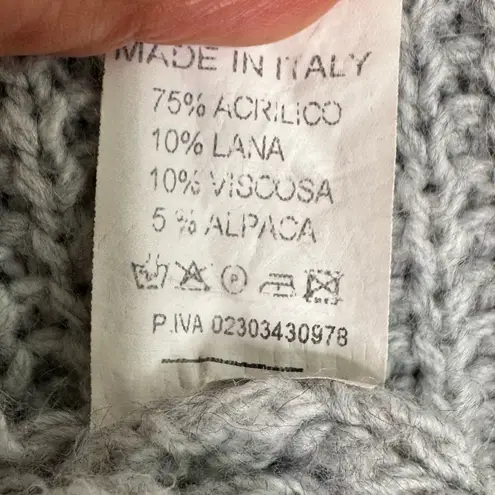 MADE IN ITALY
75% ACRILICO
10% LANA
10% VISCOSA
5 % ALPACA
P
P.IVA 02303430978